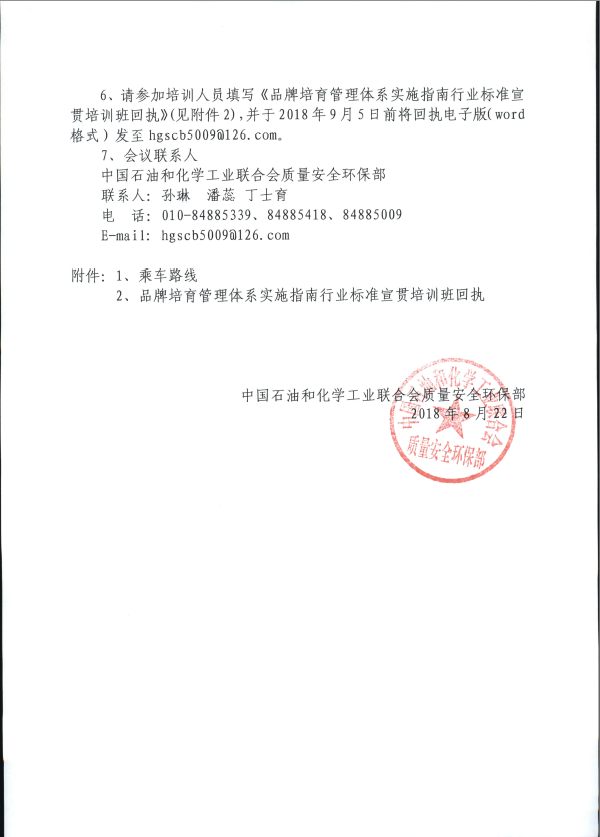 6、请参加培训人员填写《品牌培育管理体系实施指南行业标准宣
贯培训班回执》(见附件2),并于2018年9月5日前将回执电子版(word
格式)发至hgscb5009@126.com。
7、会议联系人
中国石油和化学工业联合会质量安全环保部
联系人:孙琳 潘蕊 丁士育
电 话:010-84885339、84885418、84885009
E-mail: hgscb5009@126.com
附件:1、乘车路线
2、品牌培育管理体系实施指南行业标准宣贯培训班回执
中国石油和化学工业联合会质量安全环保部
2018年8月22日
中国石油和化学工业联合会
质量安全环保部